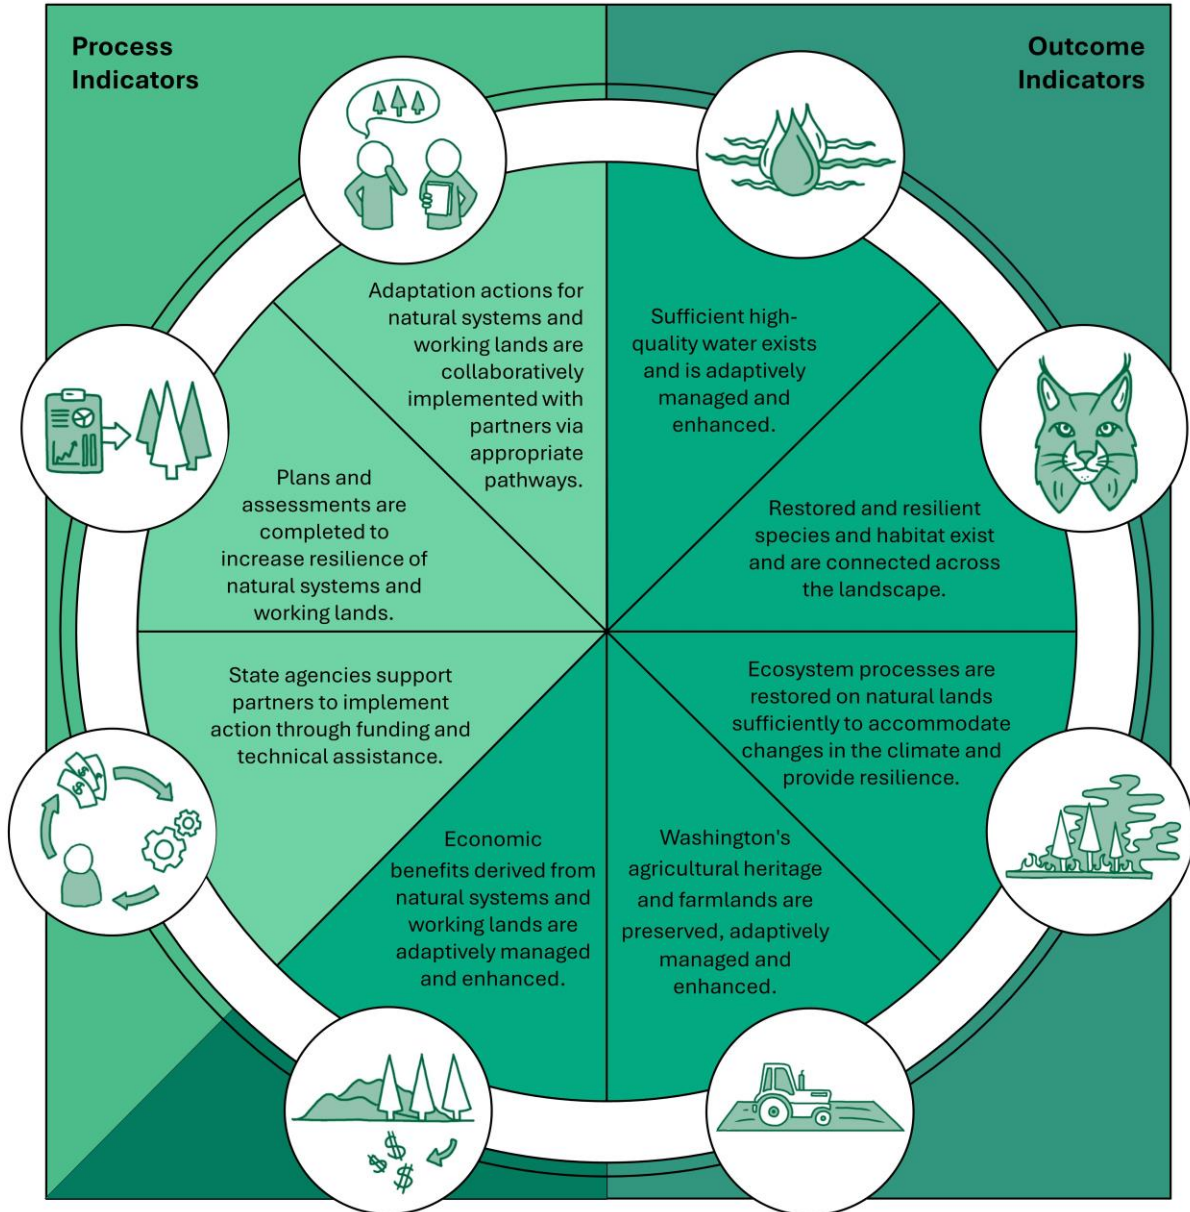 Process
Indicators
Outcome
Indicators
Adaptation actions for
natural systems and
working lands are
collaboratively
implemented with
partners via
appropriate
pathways.
Sufficient high-
quality water exists
and is adaptively
managed and
enhanced.
Plans and
assessments are
completed to
increase resilience of
natural systems and
working lands.
Restored and resilient
species and habitat exist
and are connected across
the landscape.
State agencies support
partners to implement
action through funding and
technical assistance.
Ecosystem processes are
restored on natural lands
sufficiently to accommodate
changes in the climate and
provide resilience.
Economic
benefits derived from
natural systems and
working lands are
adaptively managed
and enhanced.
Washington's
agricultural heritage
and farmlands are
preserved, adaptively
managed and
enhanced.
$ $
$
$ $